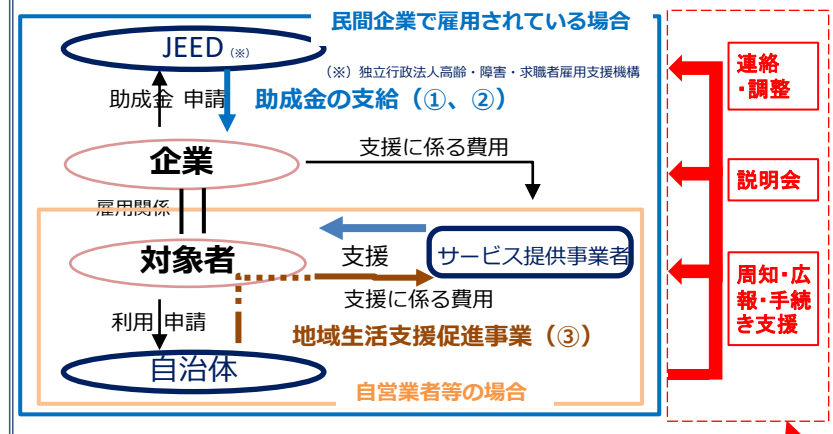 民間企業で雇用されている場合
JEED（※）
（※）独立行政法人高齢・障害・求職者雇用支援機構
助成金 申請
助成金の支給（①、②）
企業
支援に係る費用
雇用関係
対象者
支援
サービス提供事業者
支援に係る費用
利用 申請
地域生活支援促進事業（③）
自治体
自営業者等の場合
連絡
・調整
説明会
周知・広
報・手続
き支援